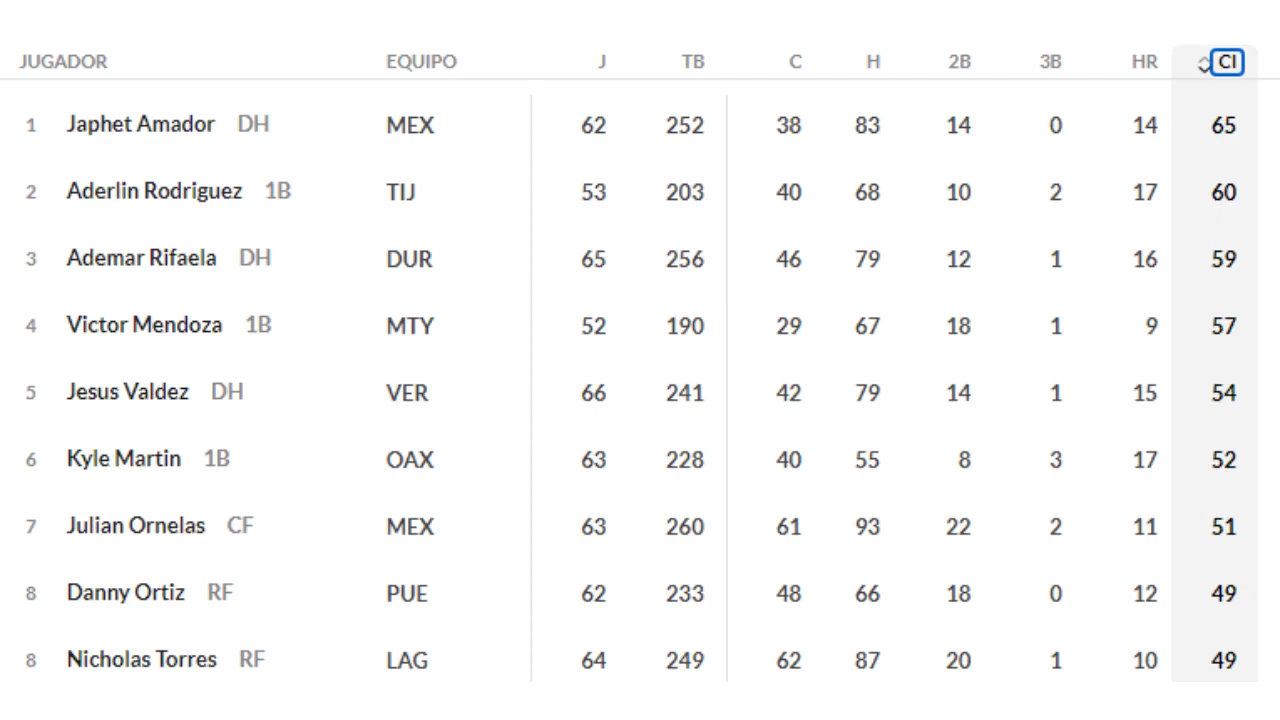 JUGADOR EQUIPO J TB C H 2B 3B HR CI
1 Japhet Amador DH MEX 62 252 38 83 14 0 14 65
2 Aderlin Rodriguez 1B TIJ 53 203 40 68 10 2 17 60
3 Ademar Rifaela DH DUR 65 256 46 79 12 1 16 59
4 Victor Mendoza 1B MTY 52 190 29 67 18 1 9 57
5 Jesus Valdez DH VER 66 241 42 79 14 1 15 54
6 Kyle Martin 1B OAX 63 228 40 55 8 3 17 52
7 Julian Ornelas CF MEX 63 260 61 93 22 2 11 51
8 Danny Ortiz RF PUE 62 233 48 66 18 0 12 49
8 Nicholas Torres RF LAG 64 249 62 87 20 1 10 49